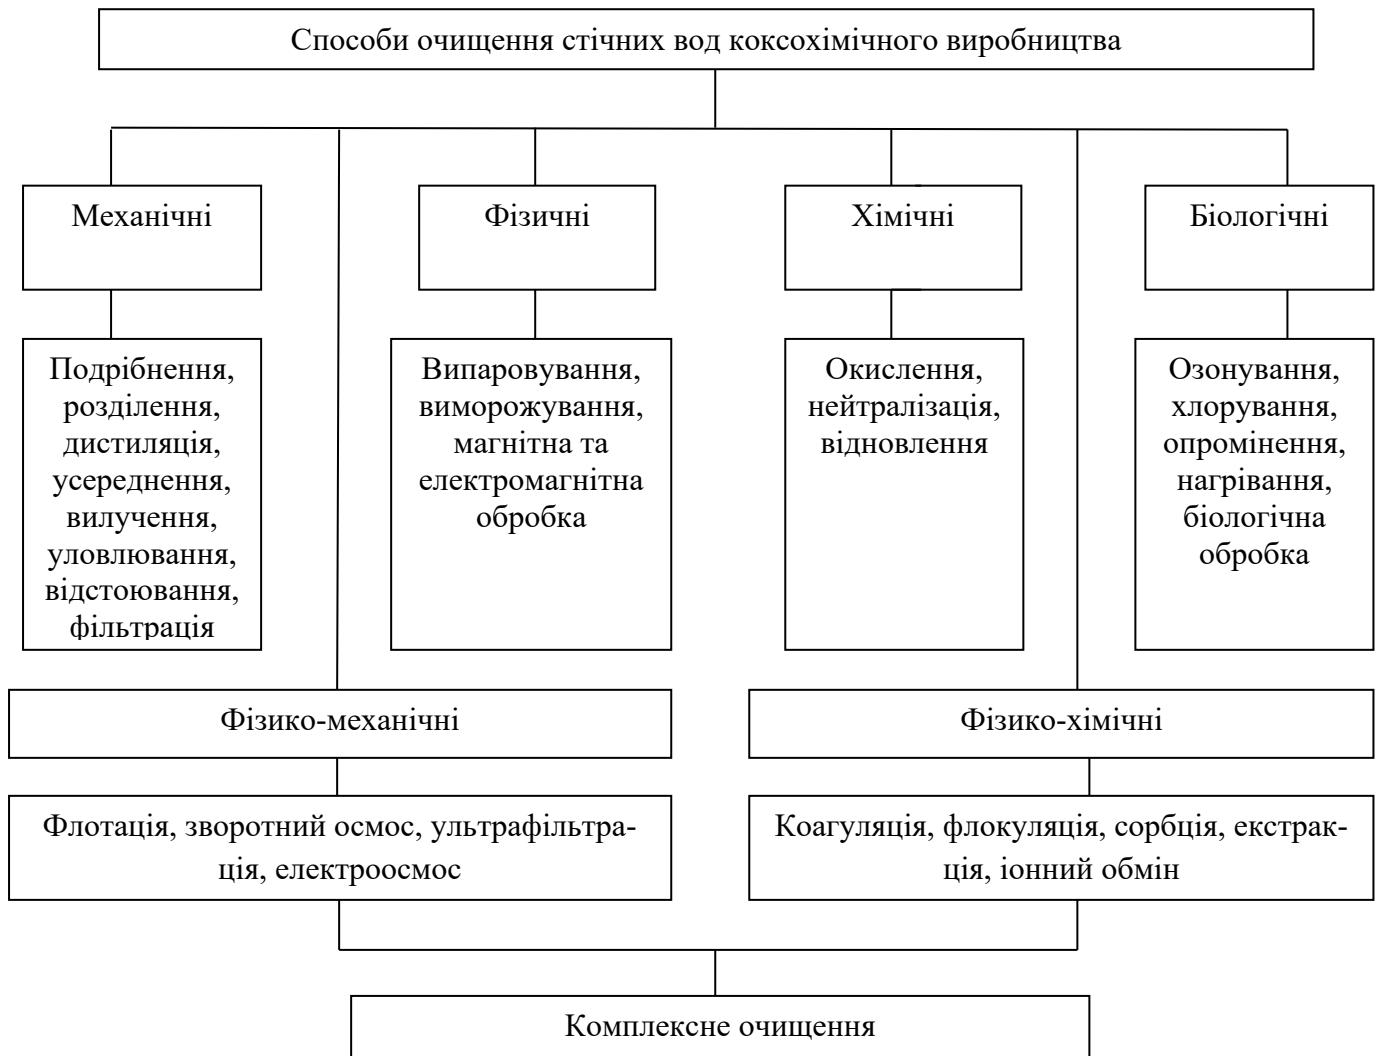 Способи очищення стічних вод коксохімічного виробництва
Механічні
Фізичні
Хімічні
Біологічні
Подрібнення,
розділення,
дистиляція,
усереднення,
вилучення,
уловлювання,
відстоювання,
фільтрація
Випаровування,
виморожування,
магнітна та
електромагнітна
обробка
Окислення,
нейтралізація,
відновлення
Озонування,
хлорування,
опромінення,
нагрівання,
біологічна
обробка
Фізико-механічні
Фізико-хімічні
Флотація, зворотний осмос, ультрафільтра-
ція, електроосмос
Коагуляція, флокуляція, сорбція, екстрак-
ція, іонний обмін
Комплексне очищення